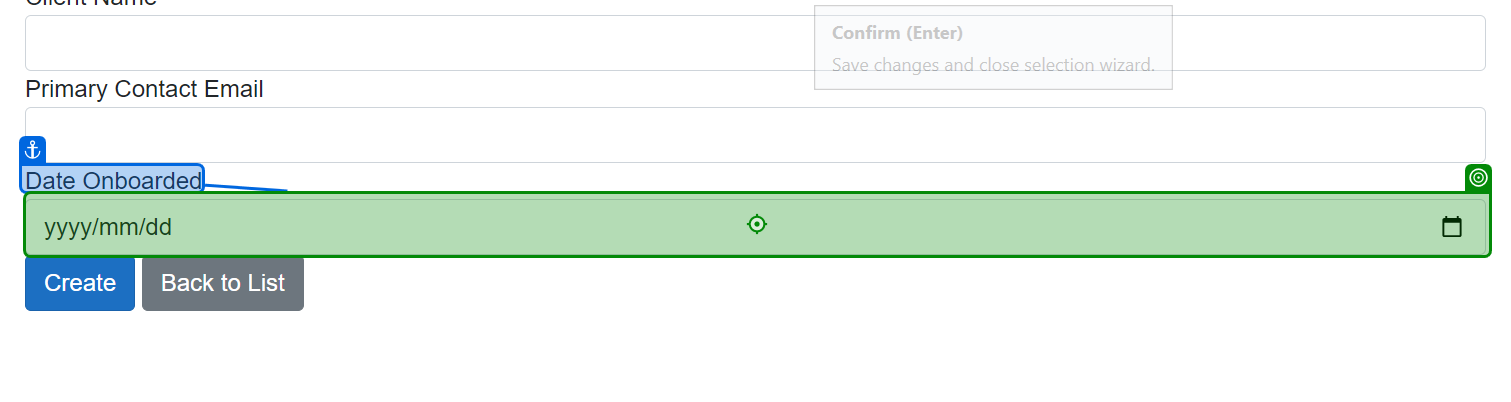 Client Name
Confirm (Enter)
Save changes and close selection wizard.
Primary Contact Email
Date Onboarded
yyyy/mm/dd
Create Back to List